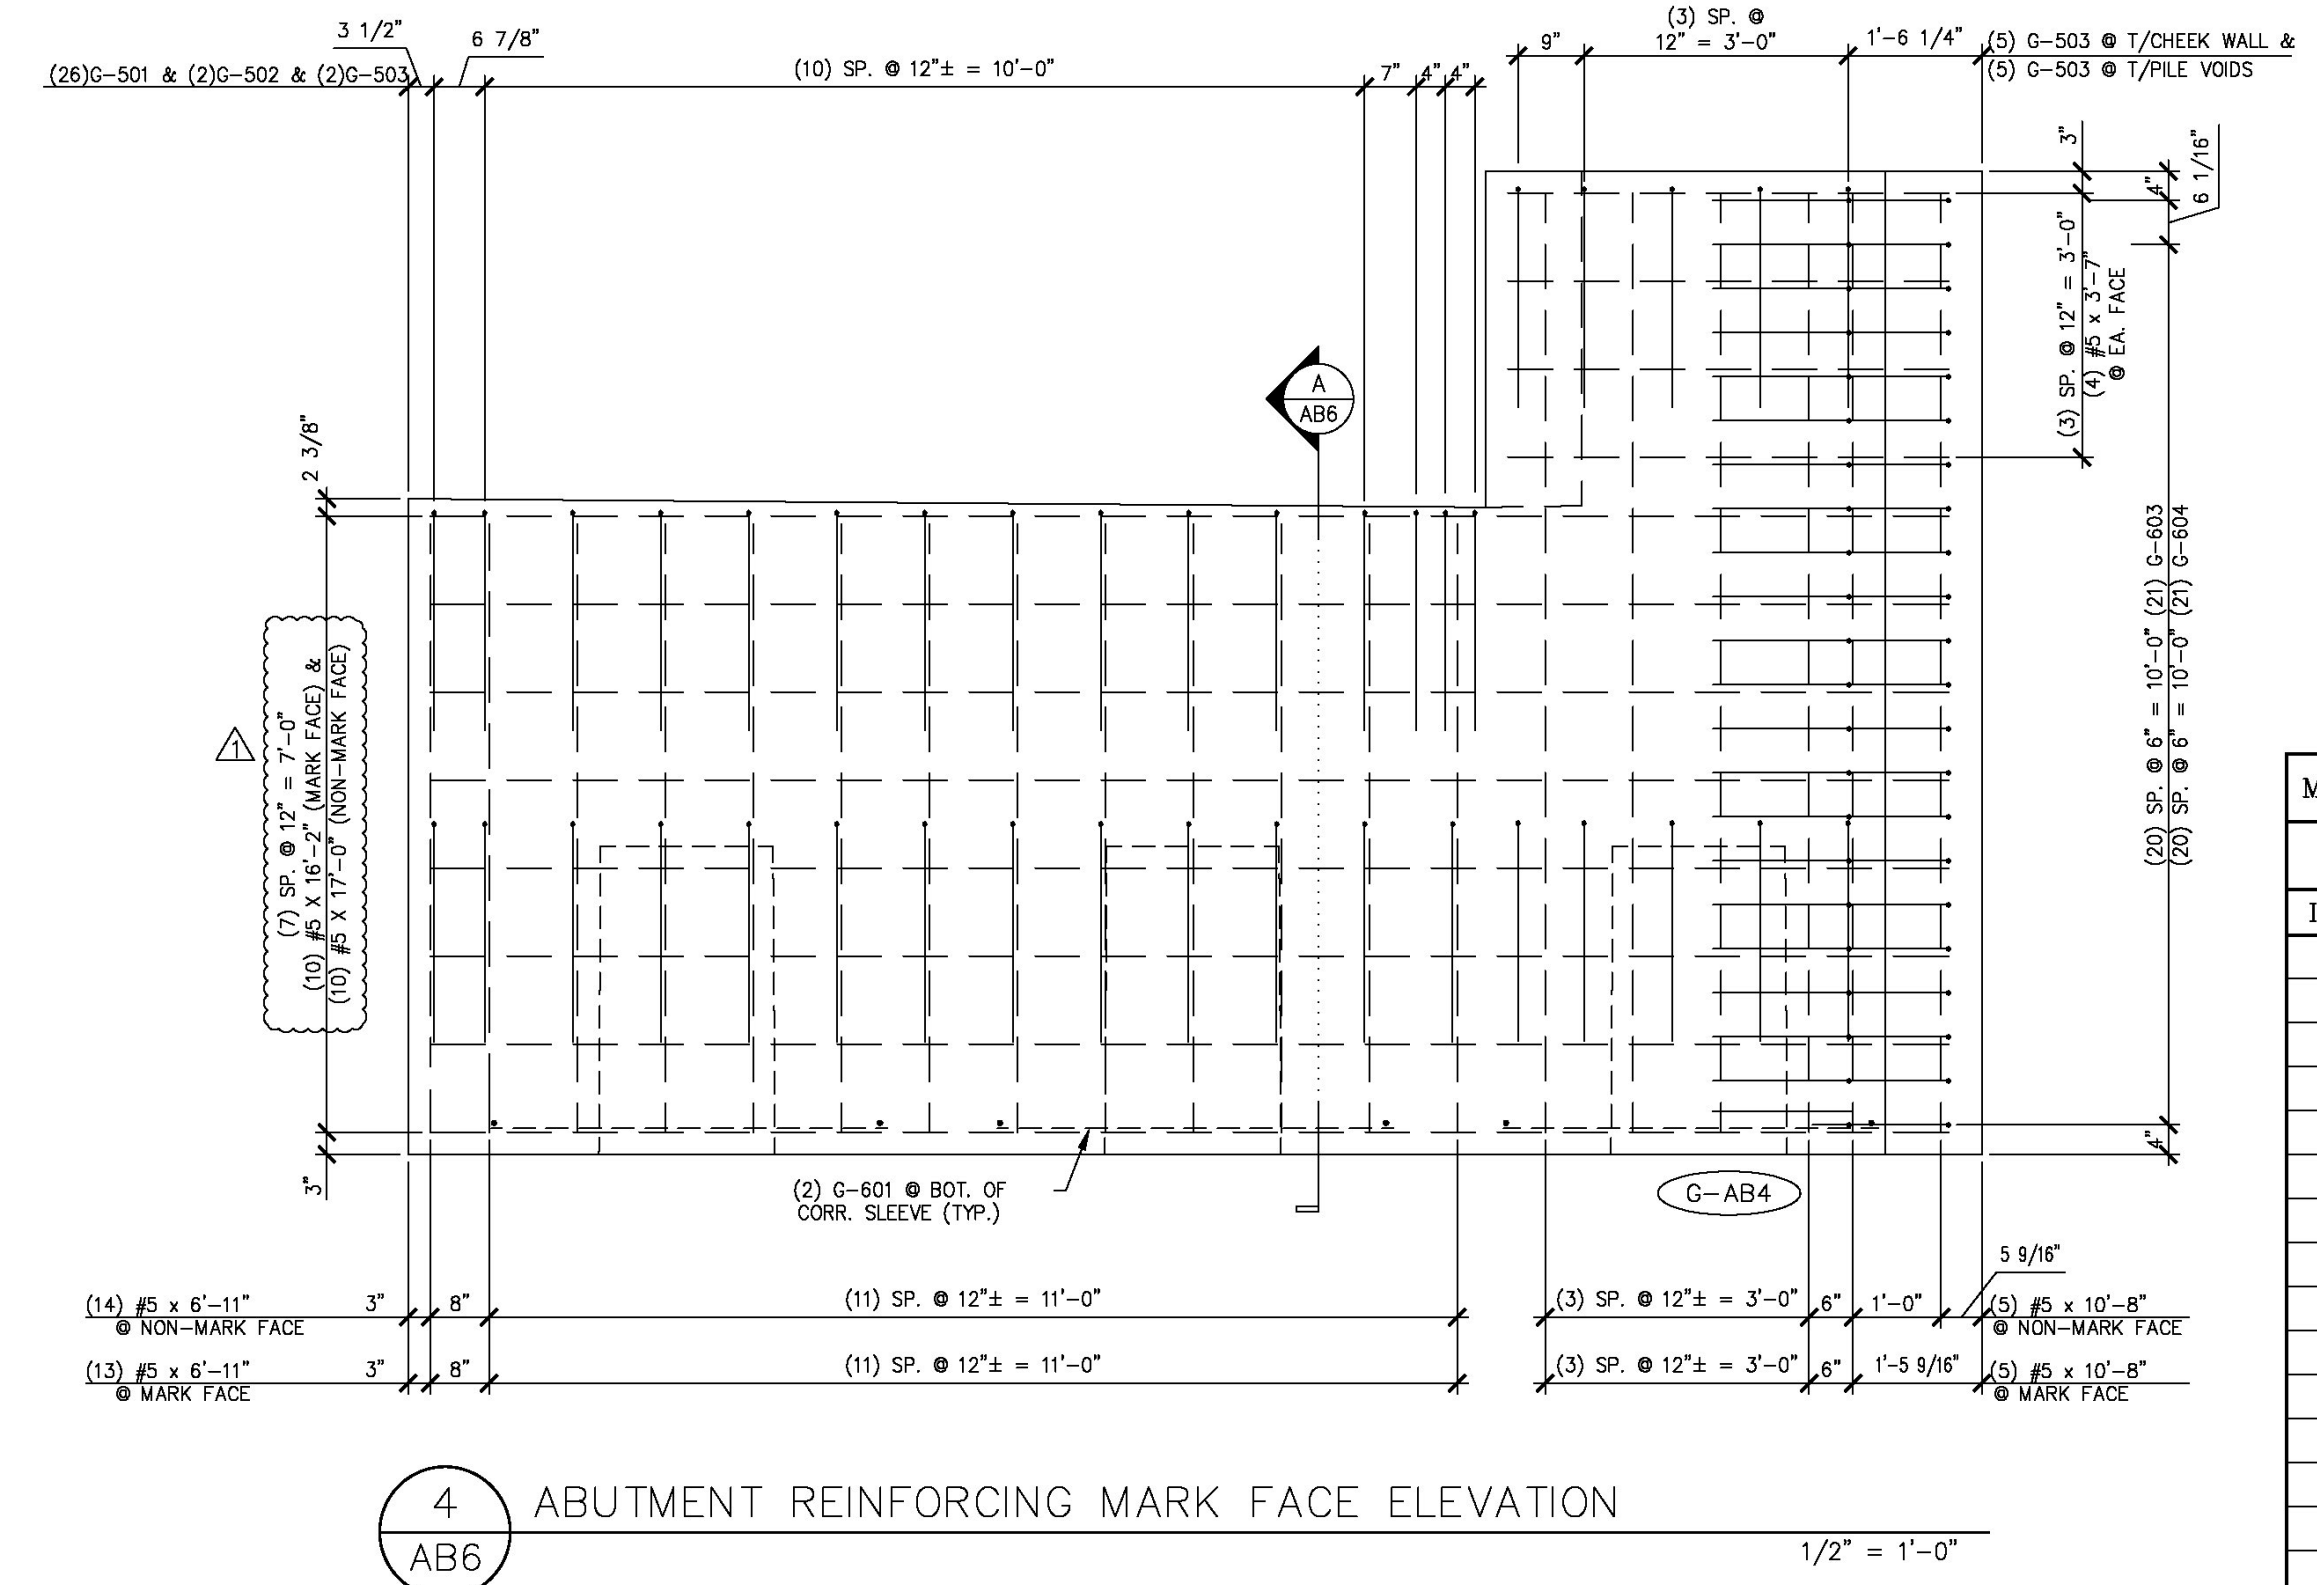 3 1/2"
6 7/8"
(26)G-501 & (2)G-502 & (2)G-503
(10) SP. @ 12"± = 10'-0"
7"
4"
4"
9"
(3) SP. @
12" = 3'-0"
1'-6 1/4"
(5) G-503 @ T/CHEEK WALL &
(5) G-503 @ T/PILE VOIDS
3"
(3) SP. @ 12" = 3'-0"
(4) #5 x 3'-7"
@ EA. FACE
4"
6 1/16"
A
AB6
2 3/8"
1
(7) SP. @ 12" = 7'-0"
(10) #5 X 16'-2" (MARK FACE) &
(10) #5 X 17'-0" (NON-MARK FACE)
3"
(20) SP. @ 6" = 10'-0" (21) G-603
(20) SP. @ 6" = 10'-0" (21) G-604
4"
(2) G-601 @ BOT. OF
CORR. SLEEVE (TYP.)
G-AB4
5 9/16"
(14) #5 x 6'-11"
@ NON-MARK FACE
3"
8"
(11) SP. @ 12"± = 11'-0"
(3) SP. @ 12"± = 3'-0"
6"
1'-0"
(5) #5 x 10'-8"
@ NON-MARK FACE
(13) #5 x 6'-11"
@ MARK FACE
3"
8"
(11) SP. @ 12"± = 11'-0"
(3) SP. @ 12"± = 3'-0"
6"
1'-5 9/16"
(5) #5 x 10'-8"
@ MARK FACE
4
AB6
ABUTMENT REINFORCING MARK FACE ELEVATION
1/2" = 1'-0"